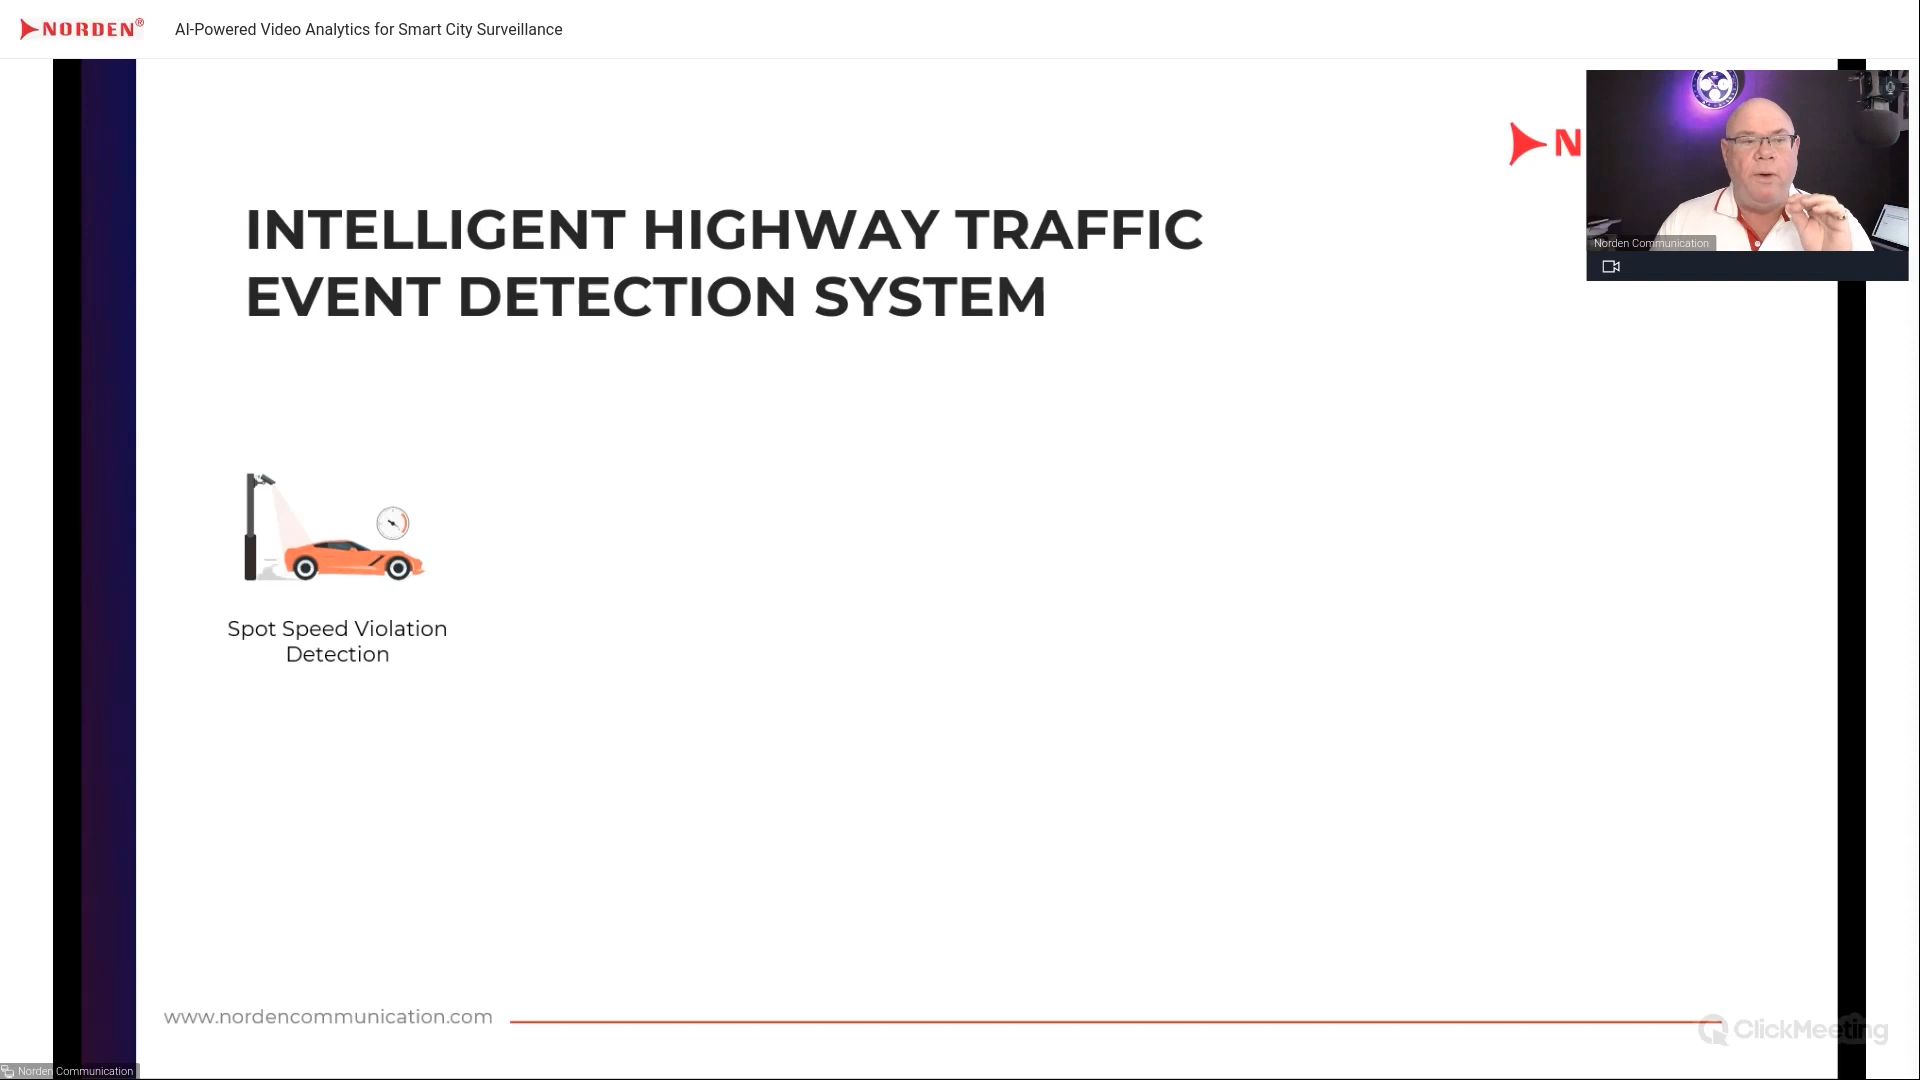 NORDEN®
AI-Powered Video Analytics for Smart City Surveillance
N
INTELLIGENT HIGHWAY TRAFFIC
EVENT DETECTION SYSTEM
Norden Communication
Spot Speed Violation
Detection
www.nordencommunication.com
ClickMeeting
Norden Communication